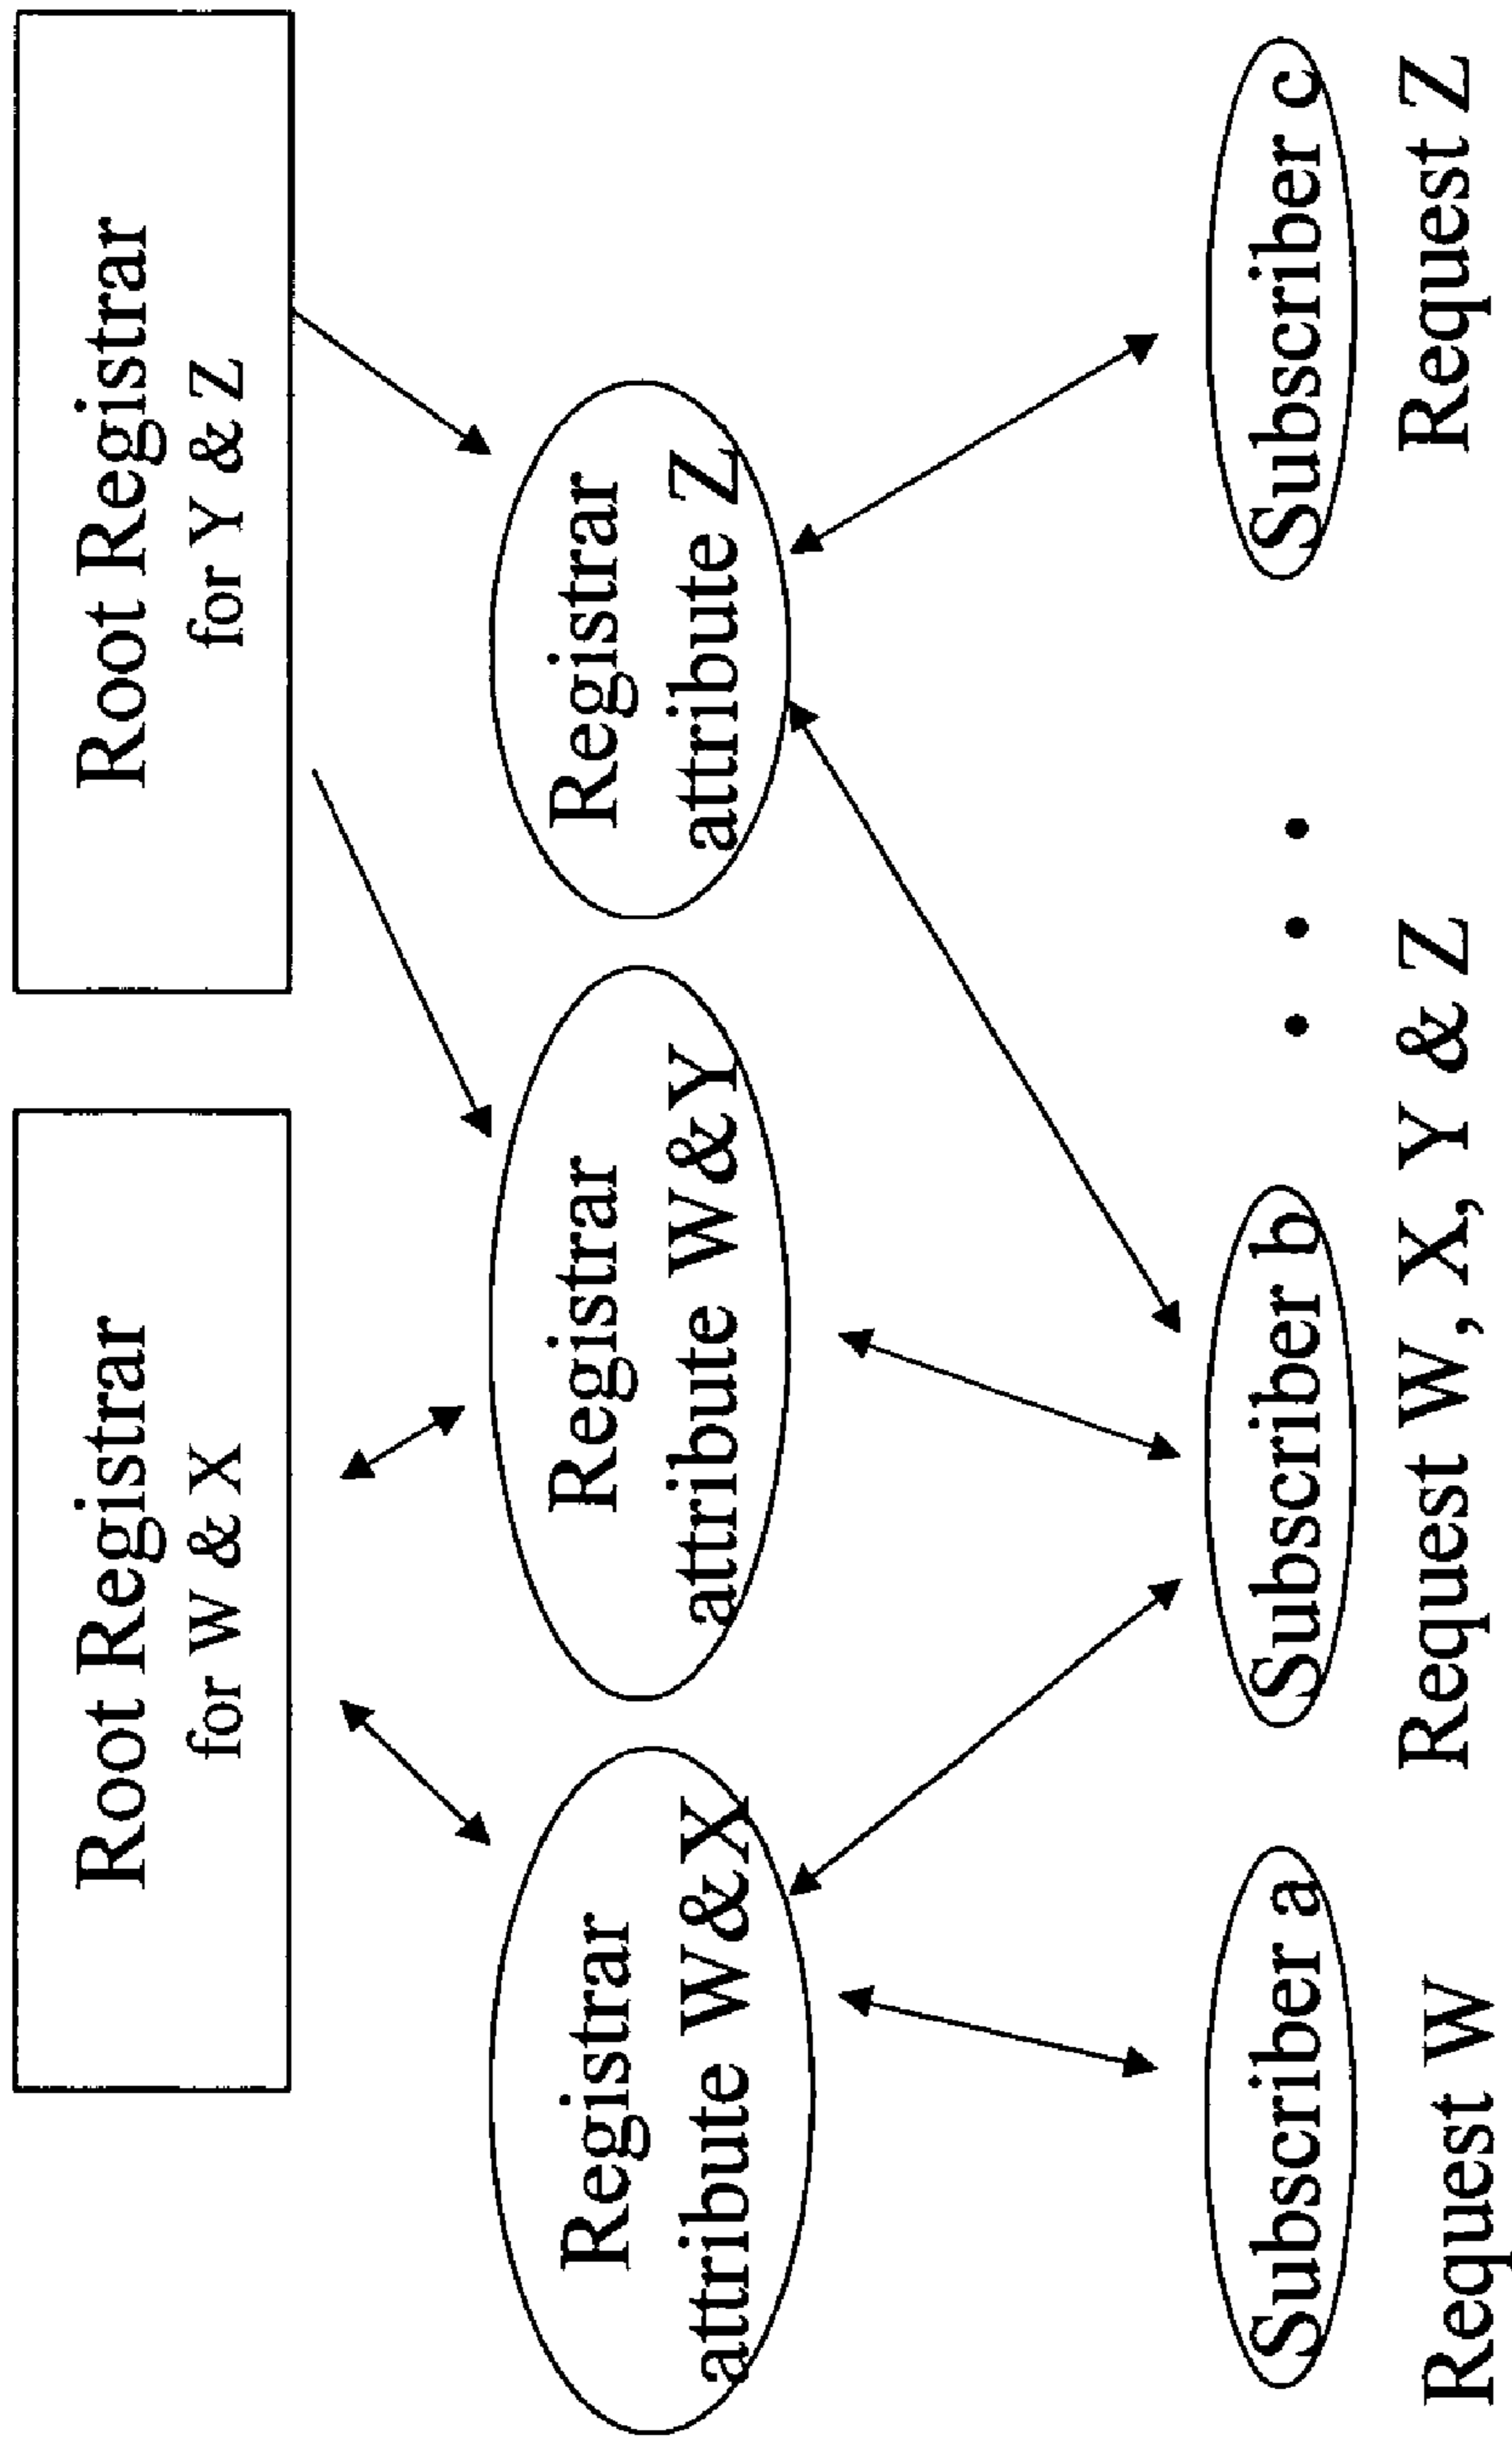 Root Registrar
for W & X
Root Registrar
for Y & Z
Registrar
attribute W&X
Registrar
attribute W&Y
Registrar
attribute Z
Subscriber a
Subscriber b
. . .
Subscriber c
Request W
Request W, X, Y & Z
Request Z